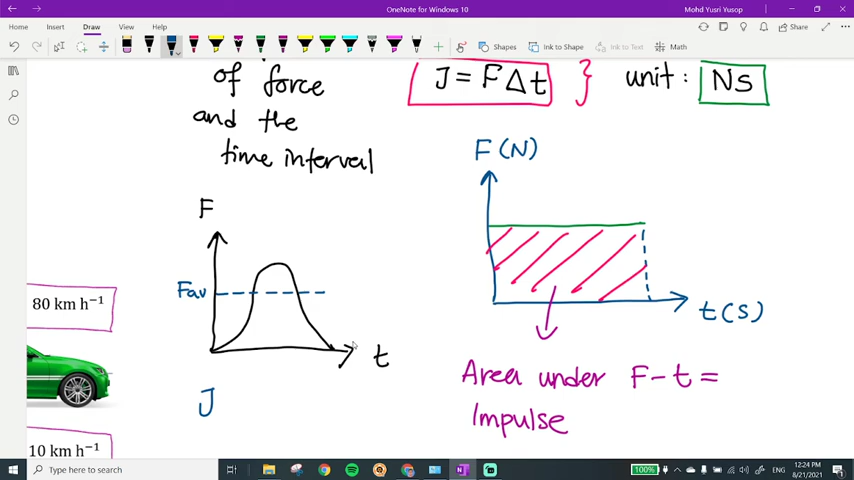 OneNote for Windows 10
Mohd Yusri Yusop
Home
Insert
Draw
View
Help
Share
Shapes
Ink to Shape
Ink to Text
Math
of force
and the
time interval
J = F Δt
unit :
Ns
F
Fav
t
J
F (N)
t (s)
Area under F - t =
Impulse
80 km h⁻¹
10 km h⁻¹
Type here to search
100%
12:24 PM
8/21/2021